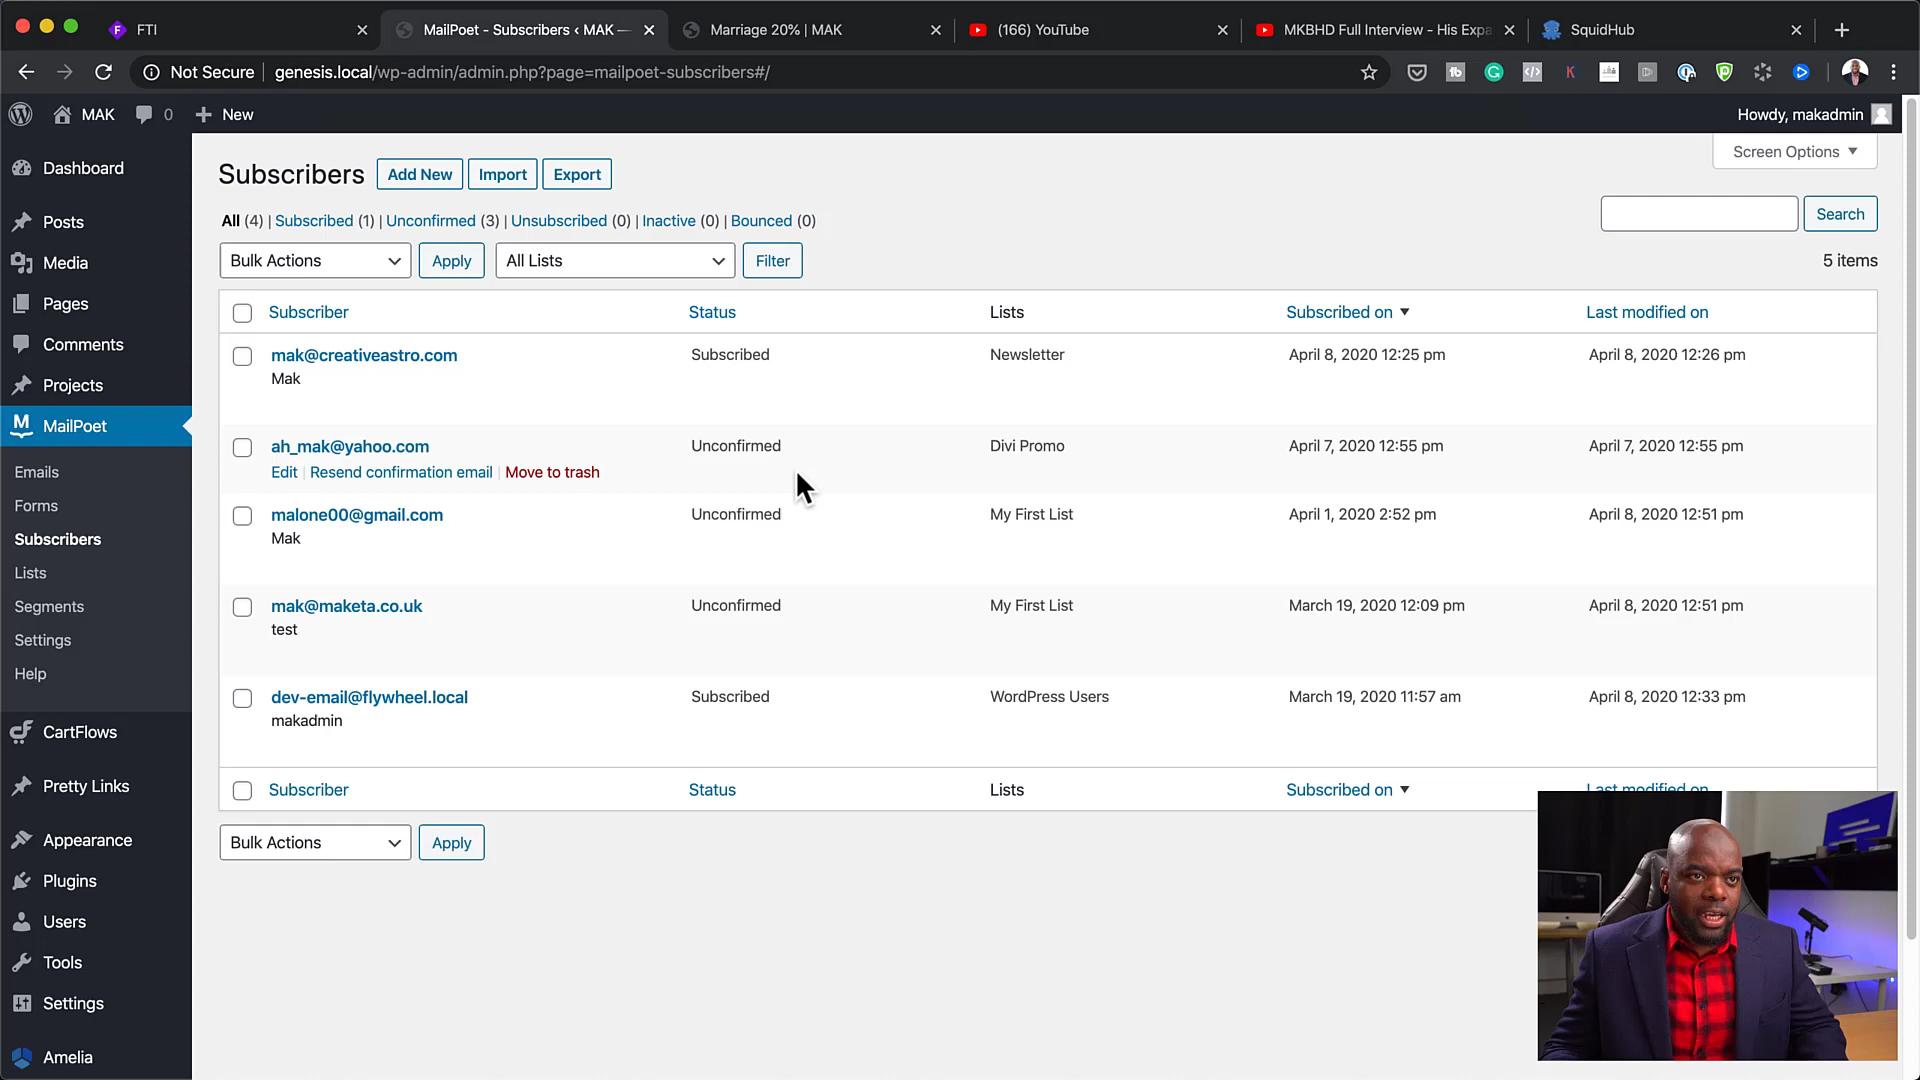 FTI
MailPoet - Subscribers ‹ MAK —
Marriage 20% | MAK
(166) YouTube
MKBHD Full Interview - His Expa
SquidHub
Not Secure
genesis.local/wp-admin/admin.php?page=mailpoet-subscribers#/
MAK
0
New
Howdy, makadmin
Screen Options
Dashboard
Posts
Media
Pages
Comments
Projects
MailPoet
Emails
Forms
Subscribers
Lists
Segments
Settings
Help
CartFlows
Pretty Links
Appearance
Plugins
Users
Tools
Settings
Amelia
Subscribers Add New Import Export
All (4) | Subscribed (1) | Unconfirmed (3) | Unsubscribed (0) | Inactive (0) | Bounced (0)
Search
Bulk Actions Apply All Lists Filter
5 items
Subscriber Status Lists Subscribed on Last modified on
mak@creativeastro.com Subscribed Newsletter April 8, 2020 12:25 pm April 8, 2020 12:26 pm
Mak
ah_mak@yahoo.com Unconfirmed Divi Promo April 7, 2020 12:55 pm April 7, 2020 12:55 pm
Edit | Resend confirmation email | Move to trash
malone00@gmail.com Unconfirmed My First List April 1, 2020 2:52 pm April 8, 2020 12:51 pm
Mak
mak@maketa.co.uk Unconfirmed My First List March 19, 2020 12:09 pm April 8, 2020 12:51 pm
test
dev-email@flywheel.local Subscribed WordPress Users March 19, 2020 11:57 am April 8, 2020 12:33 pm
makadmin
Subscriber Status Lists Subscribed on Last modified on
Bulk Actions Apply